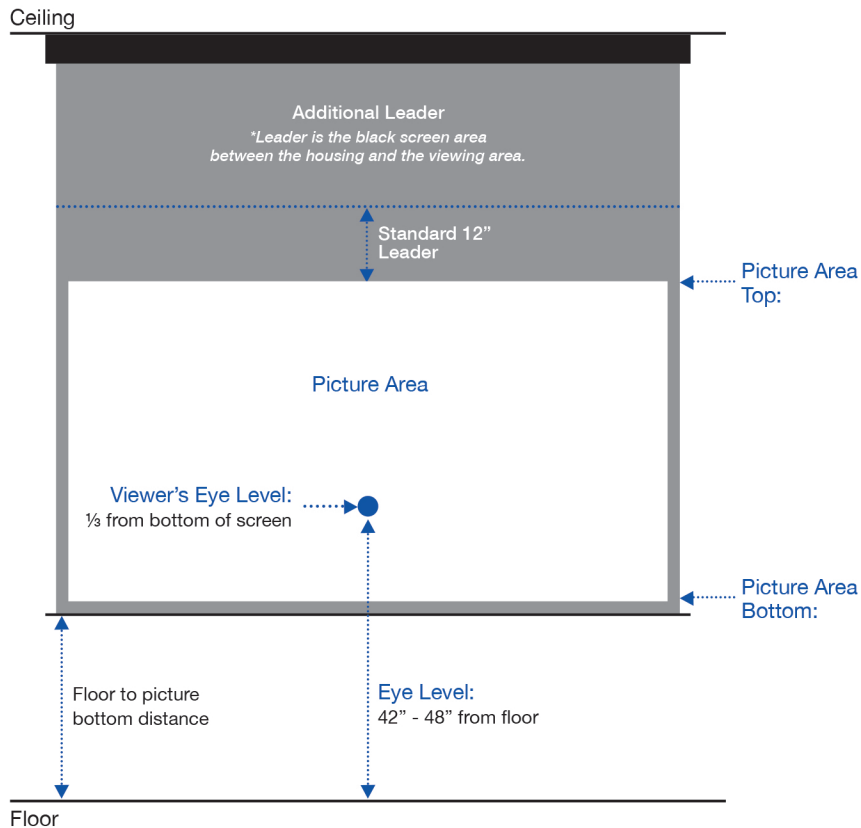 Ceiling
Additional Leader
*Leader is the black screen area
between the housing and the viewing area.
Standard 12”
Leader
Picture Area
Top:
Picture Area
Viewer’s Eye Level:
⅓ from bottom of screen
Picture Area
Bottom:
Floor to picture
bottom distance
Eye Level:
42” - 48” from floor
Floor